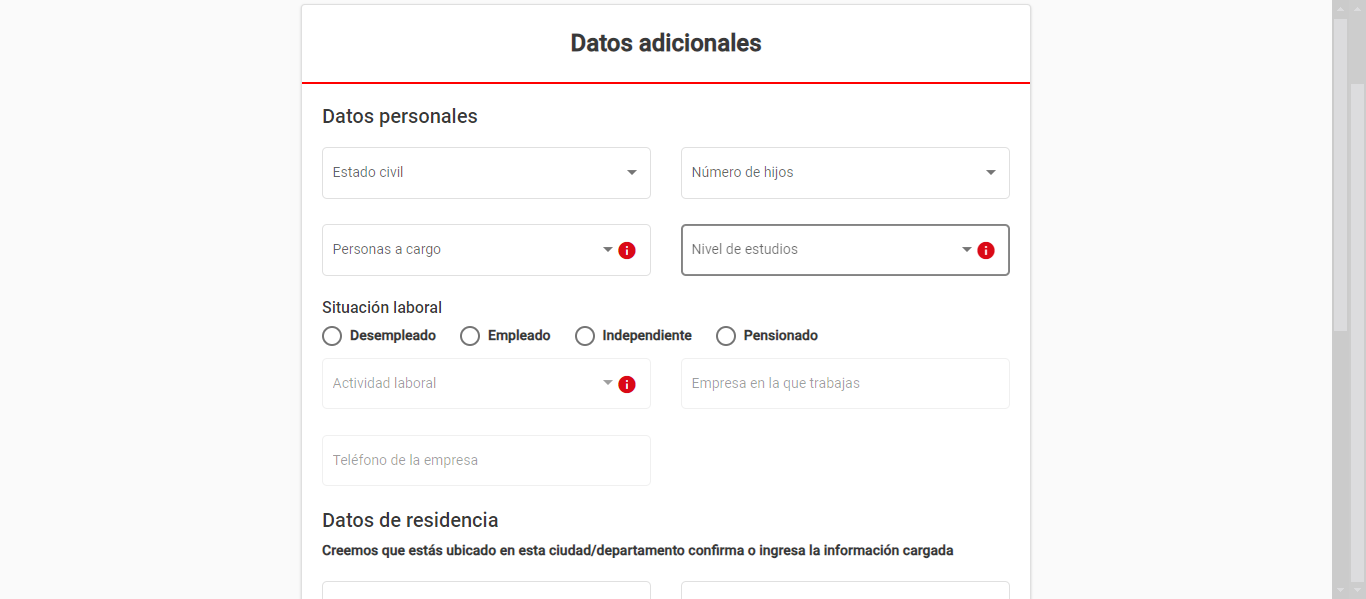 Datos adicionales
Datos personales
Estado civil
Número de hijos
Personas a cargo
Nivel de estudios
Situación laboral
Desempleado
Empleado
Independiente
Pensionado
Actividad laboral
Empresa en la que trabajas
Teléfono de la empresa
Datos de residencia
Creemos que estás ubicado en esta ciudad/departamento confirma o ingresa la información cargada